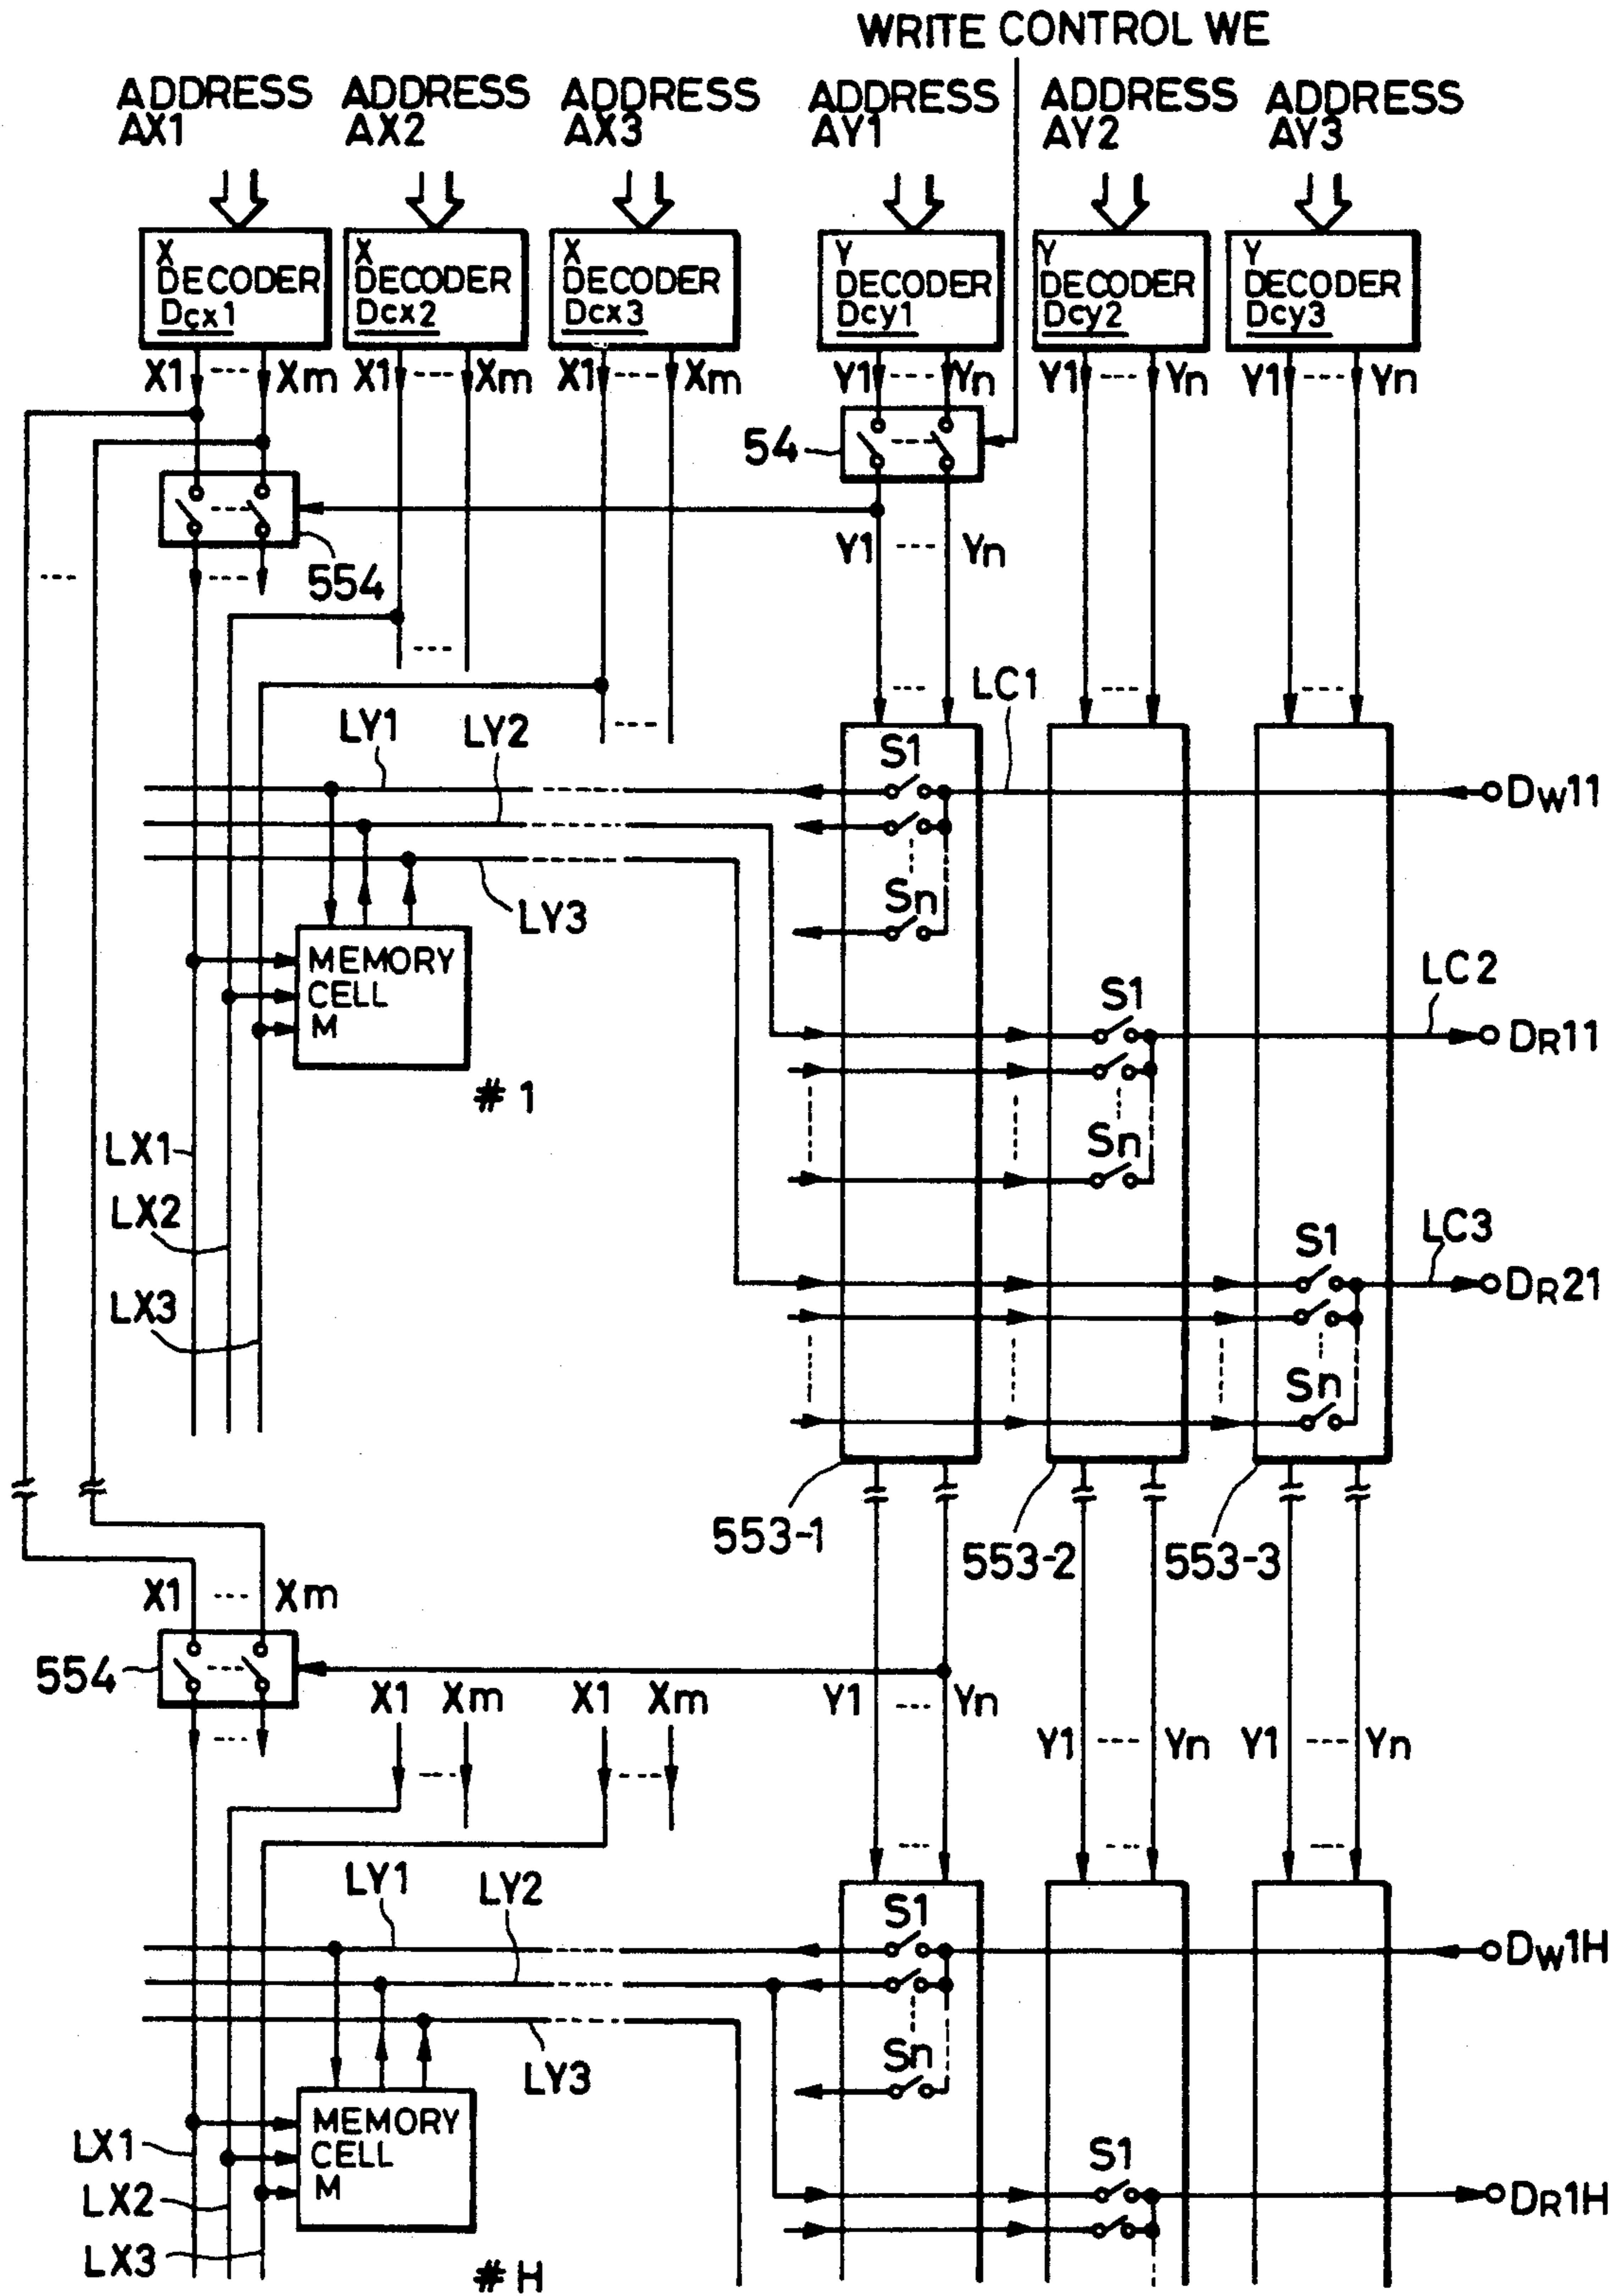 WRITE CONTROL WE
ADDRESS AX1
ADDRESS AX2
ADDRESS AX3
ADDRESS AY1
ADDRESS AY2
ADDRESS AY3
X DECODER Dcx1
X DECODER Dcx2
X DECODER Dcx3
Y DECODER Dcy1
Y DECODER Dcy2
Y DECODER Dcy3
X1 --- Xm X1 --- Xm X1 --- Xm Y1 --- Yn Y1 --- Yn Y1 --- Yn
54
554
Y1 --- Yn
LC1
LY1
LY2
S1
DW11
Sn
LY3
MEMORY
CELL
M
LC2
S1
DR11
#1
Sn
LX1
LX2
LC3
S1
DR21
LX3
Sn
553-1
553-2
553-3
X1 --- Xm
554
X1 Xm X1 Xm Y1 --- Yn
Y1 --- Yn Y1 --- Yn
LY1
LY2
S1
DW1H
Sn
LY3
MEMORY
CELL
M
LX1
S1
LX2
DR1H
LX3
#H